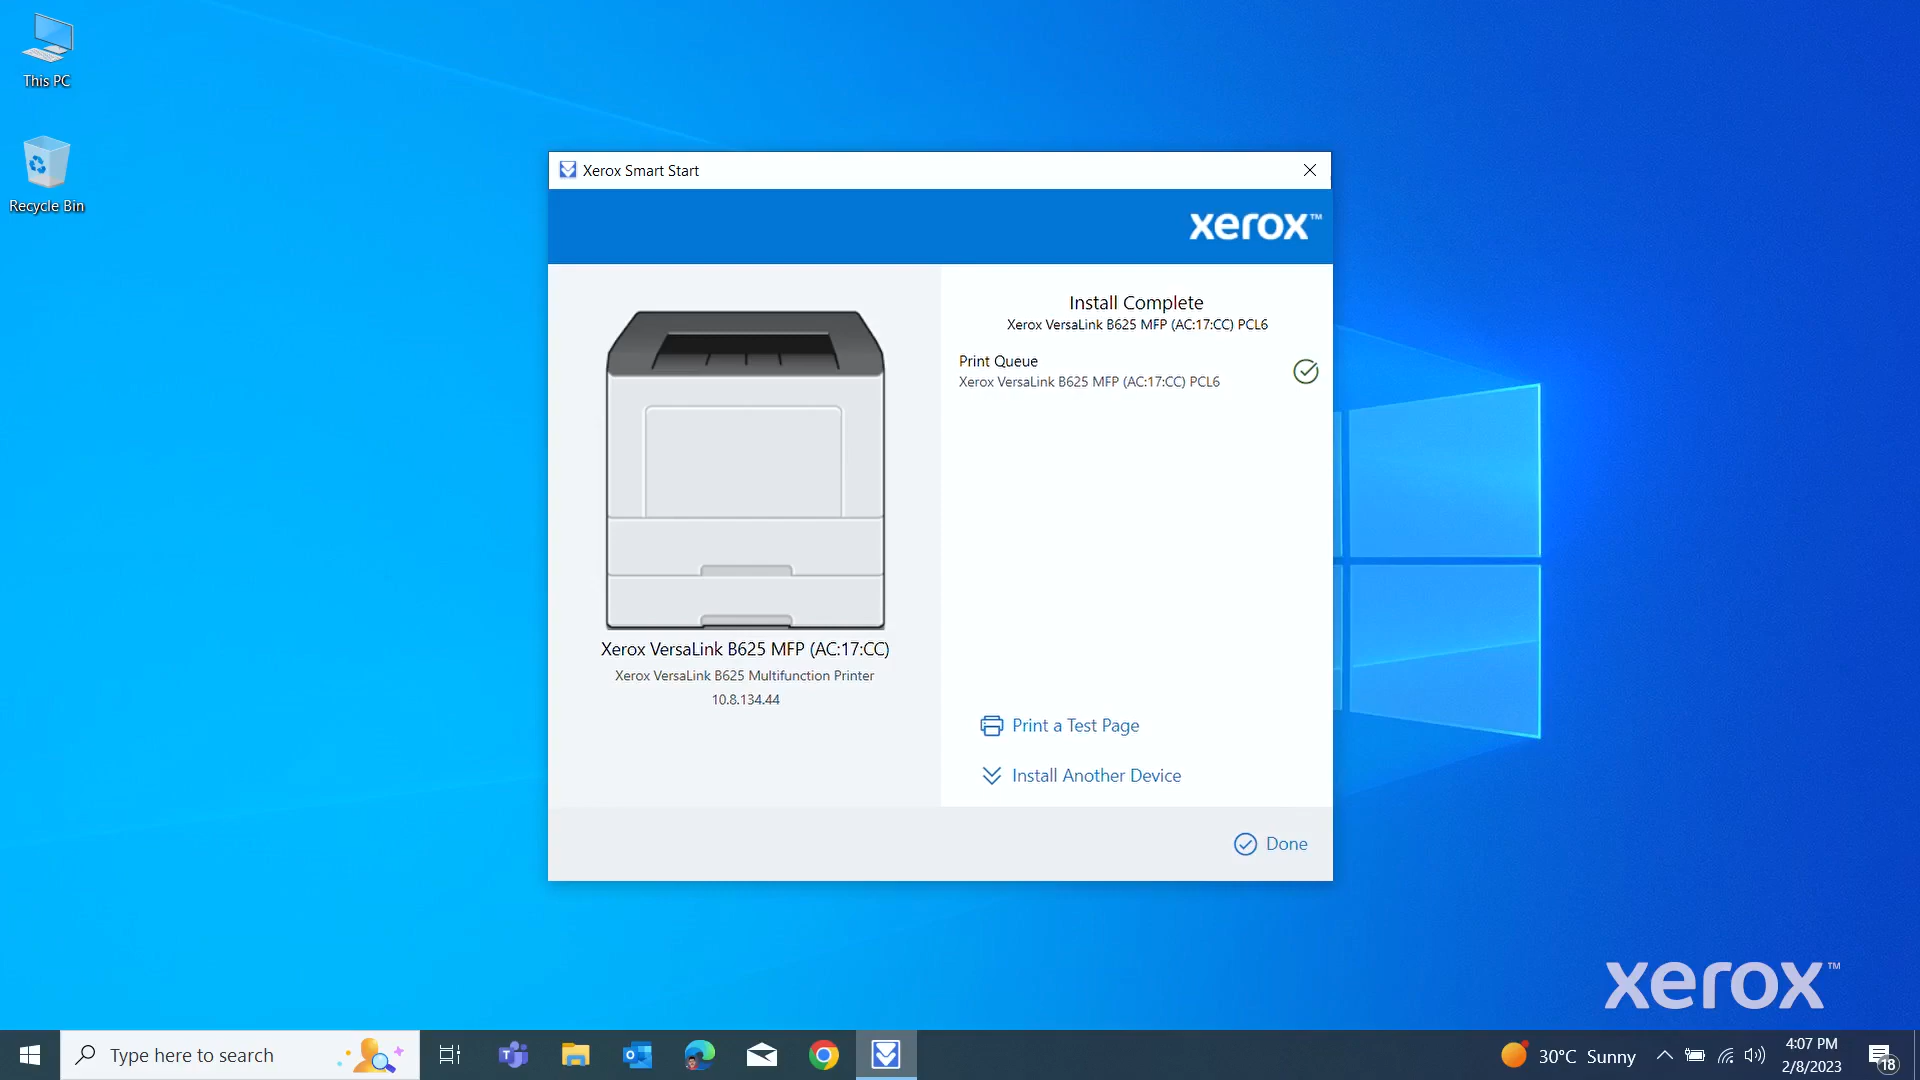 This PC
Recycle Bin
Xerox Smart Start
xerox™
Install Complete
Xerox VersaLink B625 MFP (AC:17:CC) PCL6
Print Queue
Xerox VersaLink B625 MFP (AC:17:CC) PCL6
Xerox VersaLink B625 MFP (AC:17:CC)
Xerox VersaLink B625 Multifunction Printer
10.8.134.44
Print a Test Page
Install Another Device
Done
xerox™
Type here to search
30°C Sunny
4:07 PM
2/8/2023
18